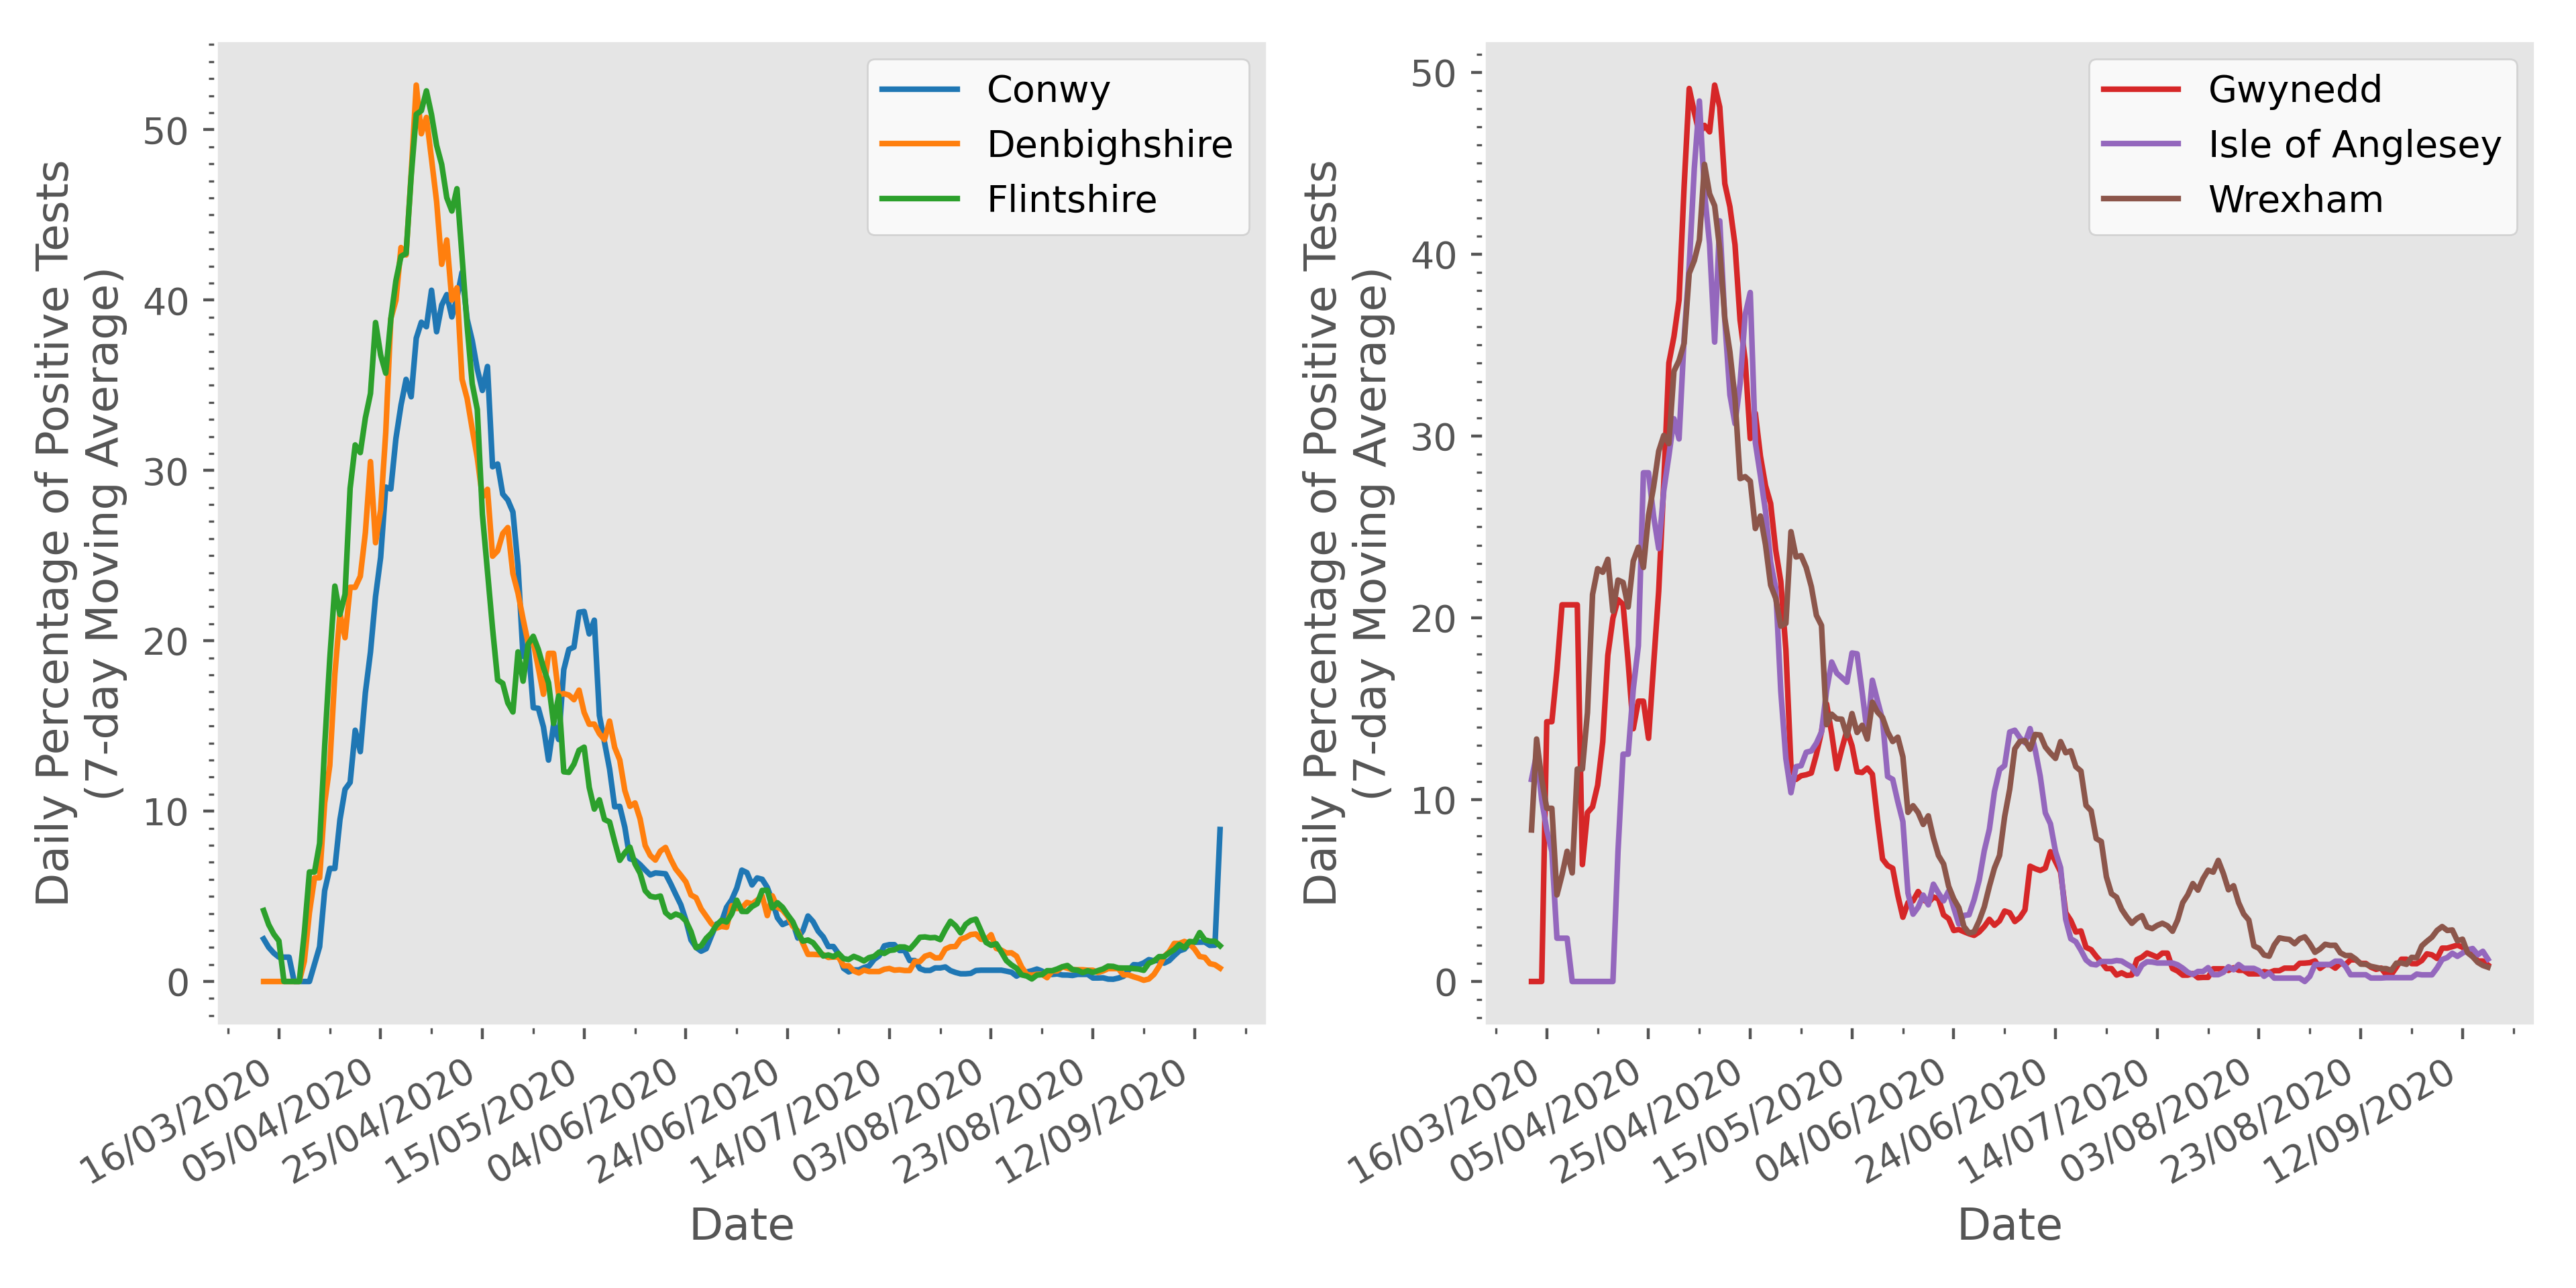 Daily Percentage of Positive Tests
(7-day Moving Average)
50
40
30
20
10
0
Conwy
Denbighshire
Flintshire
16/03/2020
05/04/2020
25/04/2020
15/05/2020
04/06/2020
24/06/2020
14/07/2020
03/08/2020
23/08/2020
12/09/2020
Date
Daily Percentage of Positive Tests
(7-day Moving Average)
50
40
30
20
10
0
Gwynedd
Isle of Anglesey
Wrexham
16/03/2020
05/04/2020
25/04/2020
15/05/2020
04/06/2020
24/06/2020
14/07/2020
03/08/2020
23/08/2020
12/09/2020
Date